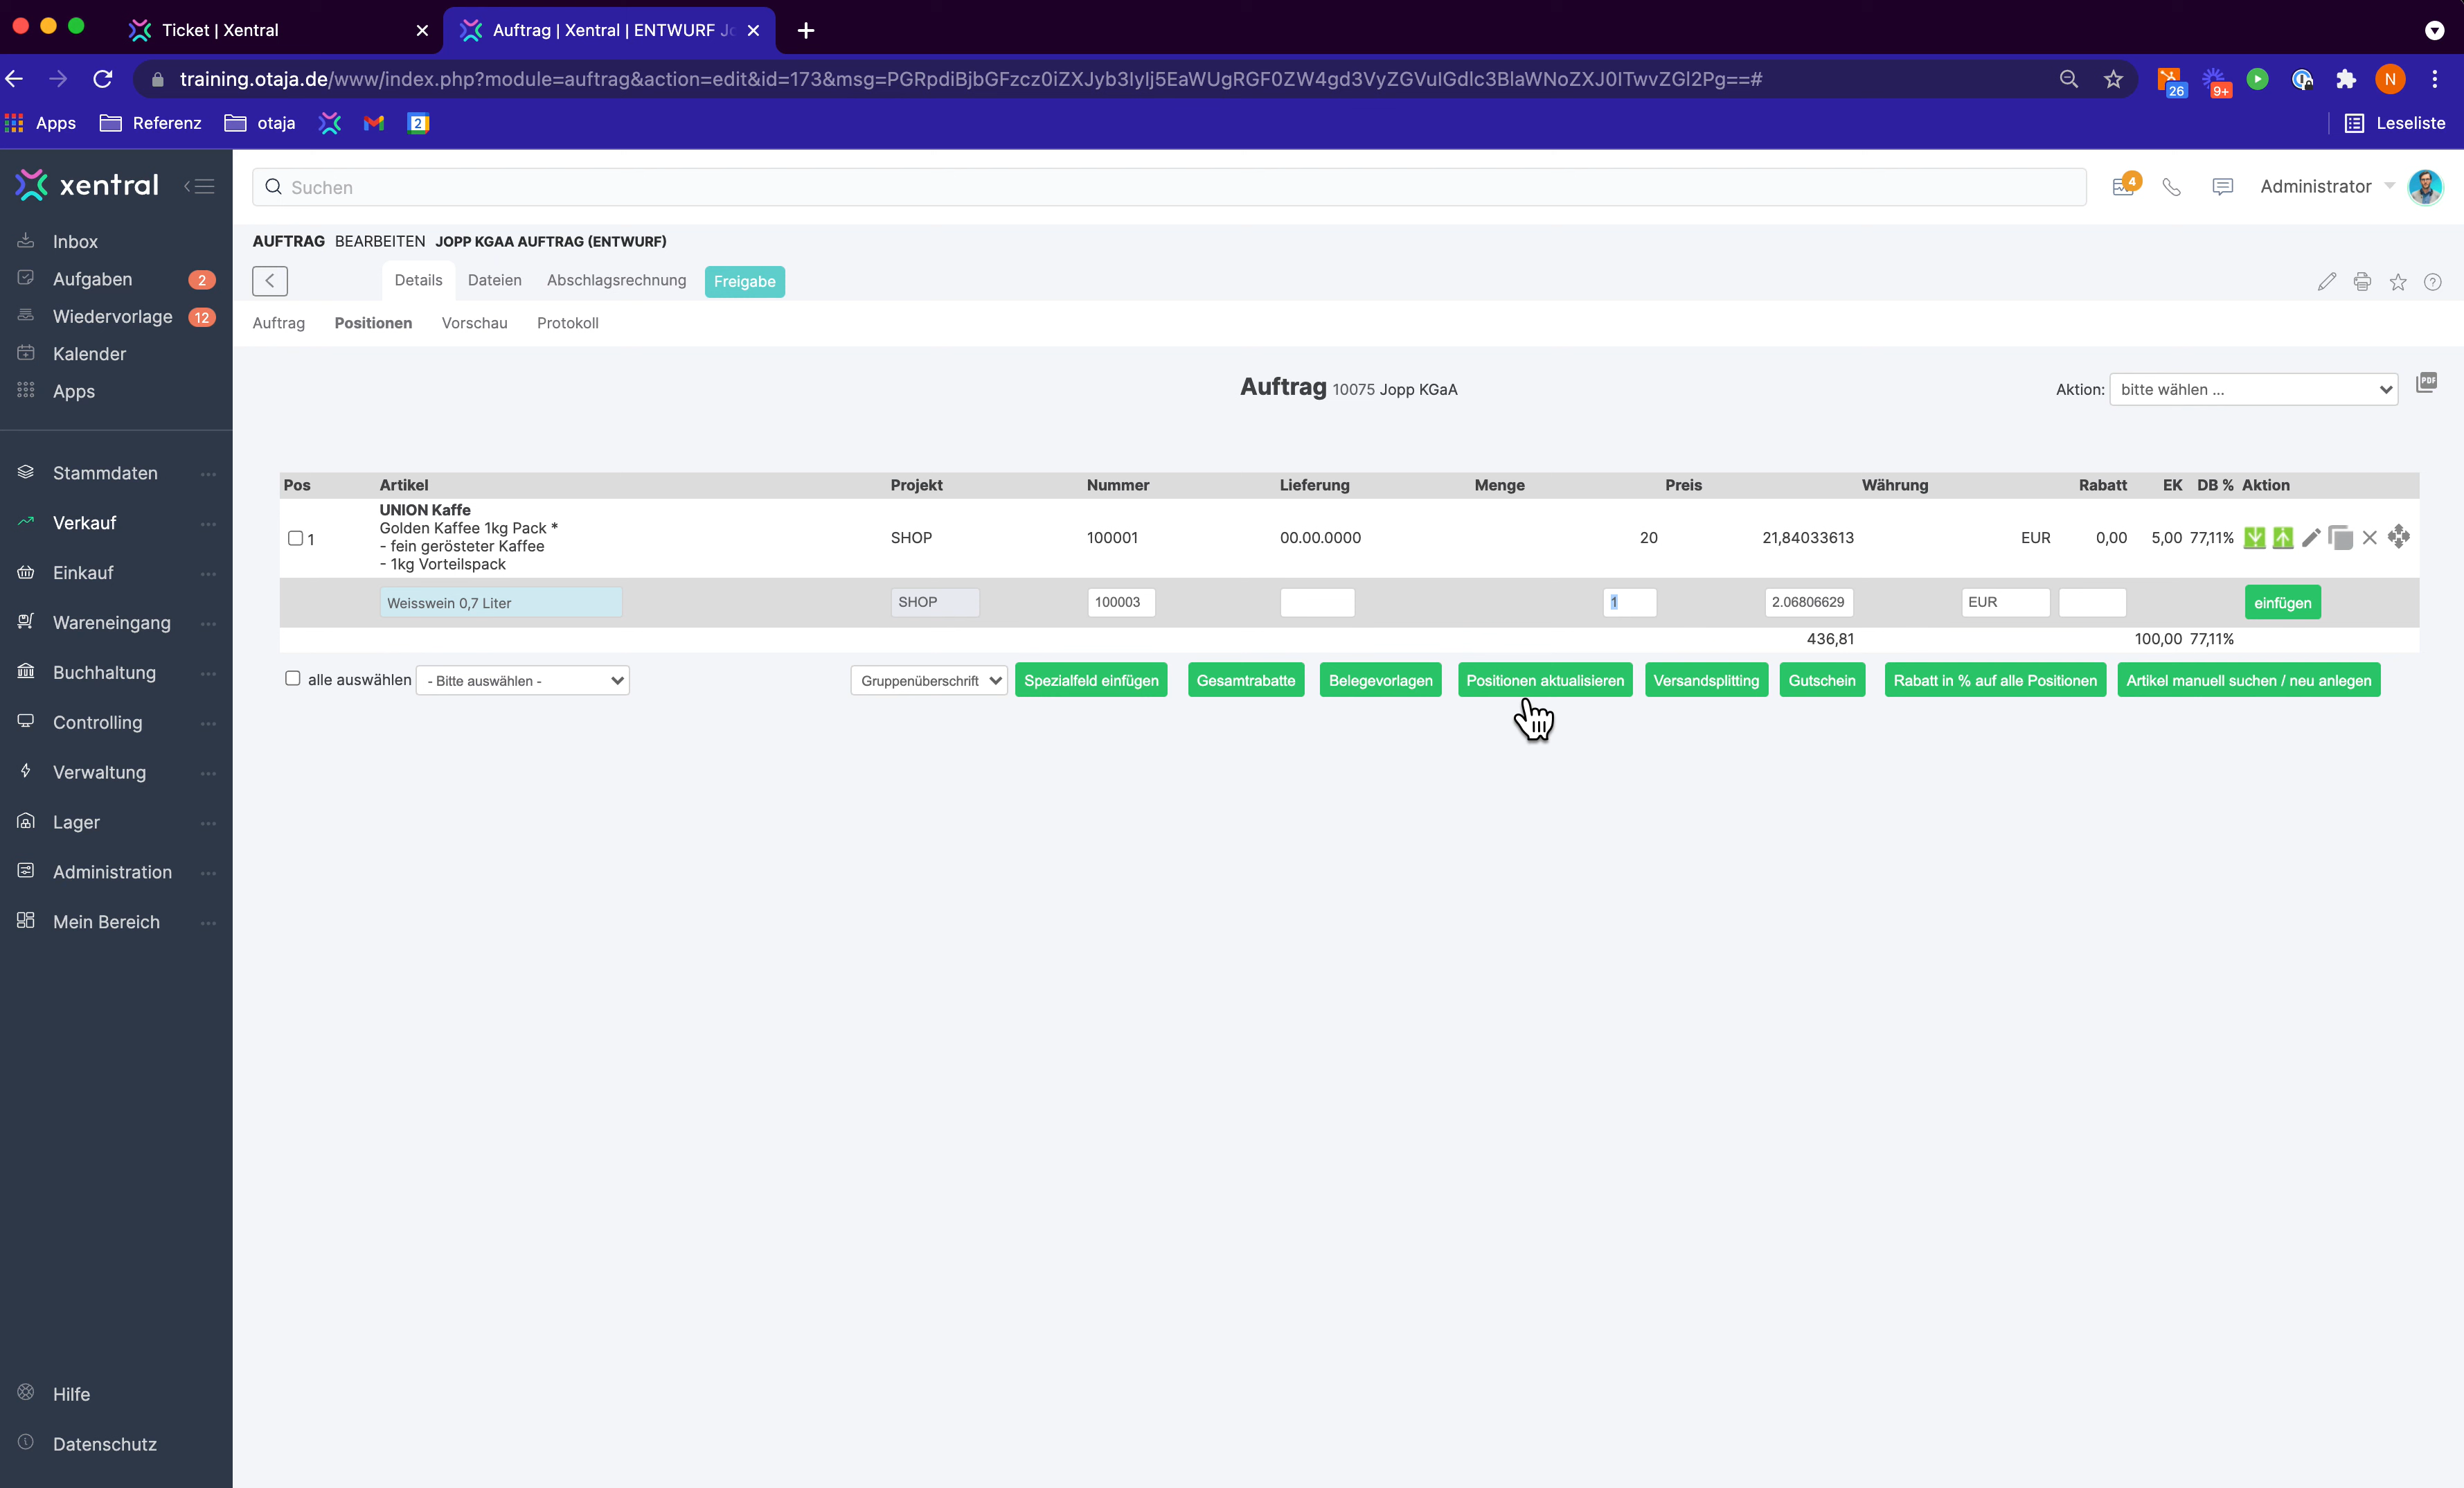 Ticket | Xentral
Auftrag | Xentral | ENTWURF Jo
training.otaja.de/www/index.php?module=auftrag&action=edit&id=173&msg=PGRpdiBjbGFzcz0iZXJyb3IyIj5EaWUgRGF0ZW4gd3VyZGVuIGdlc3BlaWNoZXJ0ITwvZGl2Pg==#
26
9+
N
Apps
Referenz
otaja
2
Leseliste
xentral
Suchen
4
Administrator
Inbox
Aufgaben 2
Wiedervorlage 12
Kalender
Apps
Stammdaten
Verkauf
Einkauf
Wareneingang
Buchhaltung
Controlling
Verwaltung
Lager
Administration
Mein Bereich
Hilfe
Datenschutz
AUFTRAG BEARBEITEN JOPP KGAA AUFTRAG (ENTWURF)
Details Dateien Abschlagsrechnung Freigabe
Auftrag Positionen Vorschau Protokoll
Auftrag 10075 Jopp KGaA
Aktion: bitte wählen ...
PDF
Pos Artikel Projekt Nummer Lieferung Menge Preis Währung Rabatt EK DB % Aktion
UNION Kaffe
Golden Kaffee 1kg Pack *
- fein gerösteter Kaffee
- 1kg Vorteilspack
1 SHOP 100001 00.00.0000 20 21,84033613 EUR 0,00 5,00 77,11%
Weisswein 0,7 Liter SHOP 100003 1 2.06806629 EUR einfügen
436,81 100,00 77,11%
alle auswählen - Bitte auswählen - Gruppenüberschrift Spezialfeld einfügen Gesamtrabatte Belegevorlagen Positionen aktualisieren Versandsplitting Gutschein Rabatt in % auf alle Positionen Artikel manuell suchen / neu anlegen